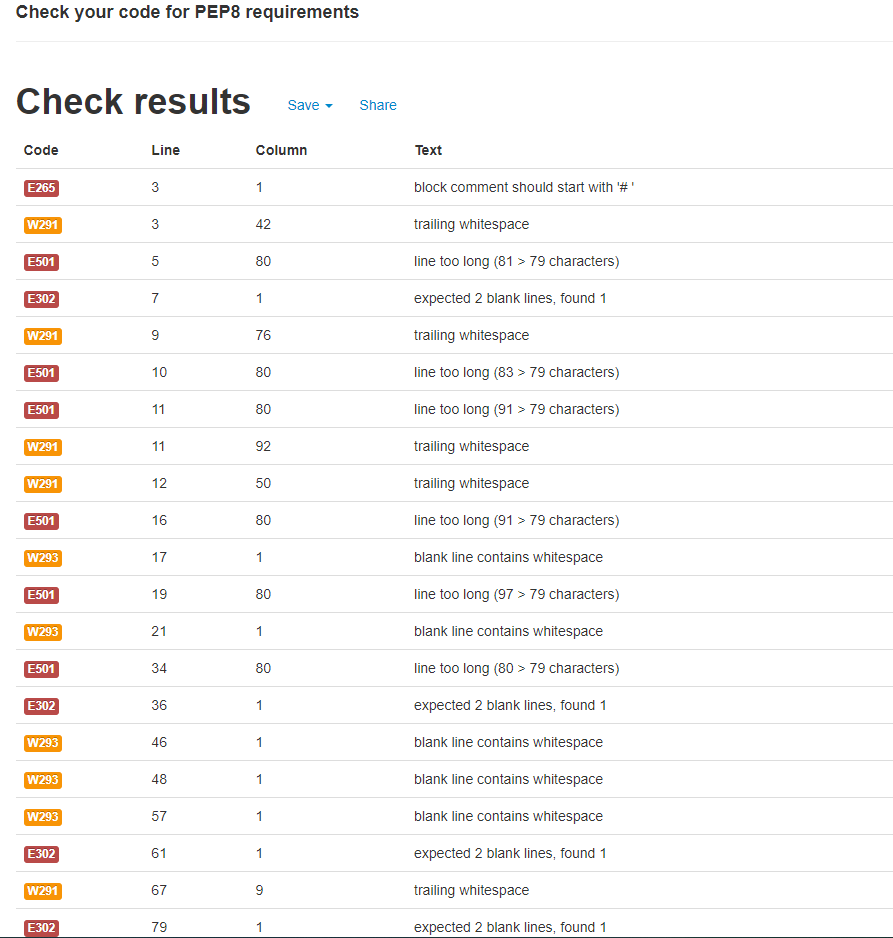 Check your code for PEP8 requirements
Check results Save Share
Code Line Column Text
E265 3 1 block comment should start with '# '
W291 3 42 trailing whitespace
E501 5 80 line too long (81 > 79 characters)
E302 7 1 expected 2 blank lines, found 1
W291 9 76 trailing whitespace
E501 10 80 line too long (83 > 79 characters)
E501 11 80 line too long (91 > 79 characters)
W291 11 92 trailing whitespace
W291 12 50 trailing whitespace
E501 16 80 line too long (91 > 79 characters)
W293 17 1 blank line contains whitespace
E501 19 80 line too long (97 > 79 characters)
W293 21 1 blank line contains whitespace
E501 34 80 line too long (80 > 79 characters)
E302 36 1 expected 2 blank lines, found 1
W293 46 1 blank line contains whitespace
W293 48 1 blank line contains whitespace
W293 57 1 blank line contains whitespace
E302 61 1 expected 2 blank lines, found 1
W291 67 9 trailing whitespace
E302 79 1 expected 2 blank lines, found 1